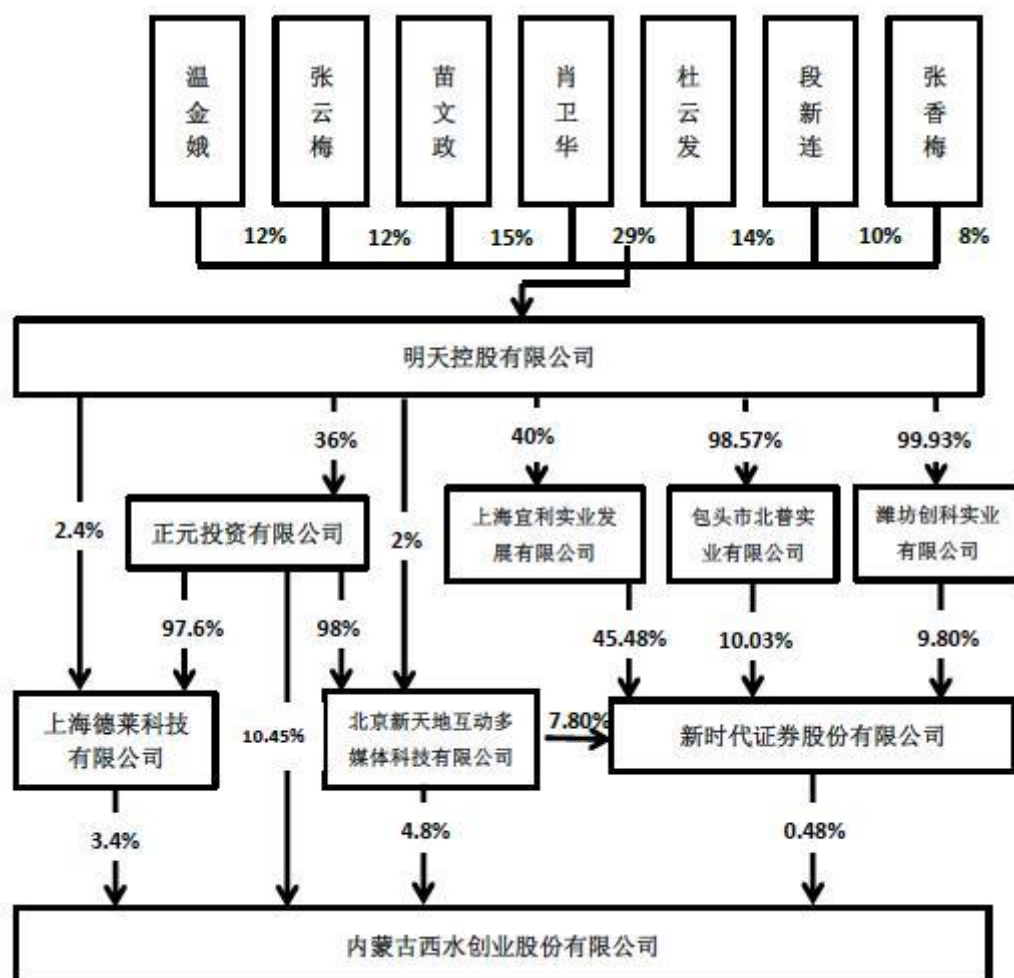 温金娥
张云梅
苗文政
肖卫华
杜云发
段新连
张香梅
12%
12%
15%
29%
14%
10%
8%
明天控股有限公司
36%
40%
98.57%
99.93%
2.4%
正元投资有限公司
2%
上海宜利实业发
展有限公司
包头市北普实
业有限公司
潍坊创科实业
有限公司
97.6%
98%
45.48%
10.03%
9.80%
上海德莱科技
有限公司
10.45%
北京新天地互动多
媒体科技有限公司
7.80%
新时代证券股份有限公司
3.4%
4.8%
0.48%
内蒙古西水创业股份有限公司